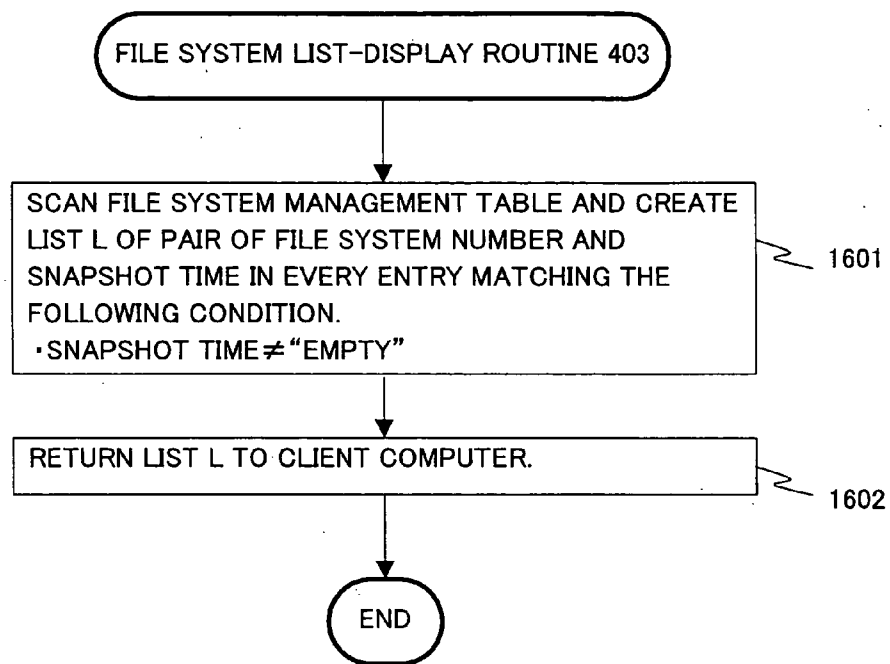 FILE SYSTEM LIST-DISPLAY ROUTINE 403
SCAN FILE SYSTEM MANAGEMENT TABLE AND CREATE
LIST L OF PAIR OF FILE SYSTEM NUMBER AND
SNAPSHOT TIME IN EVERY ENTRY MATCHING THE
FOLLOWING CONDITION.
・SNAPSHOT TIME≠“EMPTY”
1601
RETURN LIST L TO CLIENT COMPUTER.
1602
END